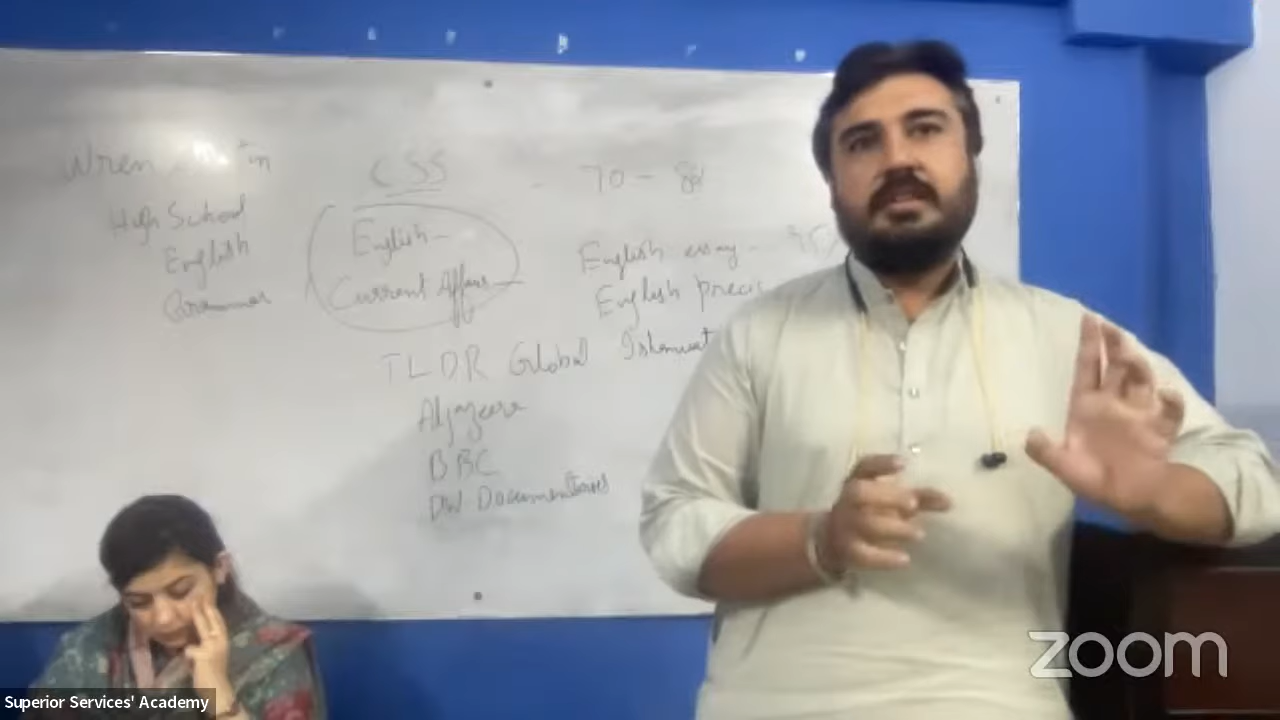 Wren
High School
English
Grammar
CSS
English -
Current Affairs -
70 - 
English essay -
English precis
TLDR Global
Aljazeera
BBC
DW Documentaries
zoom
Superior Services' Academy